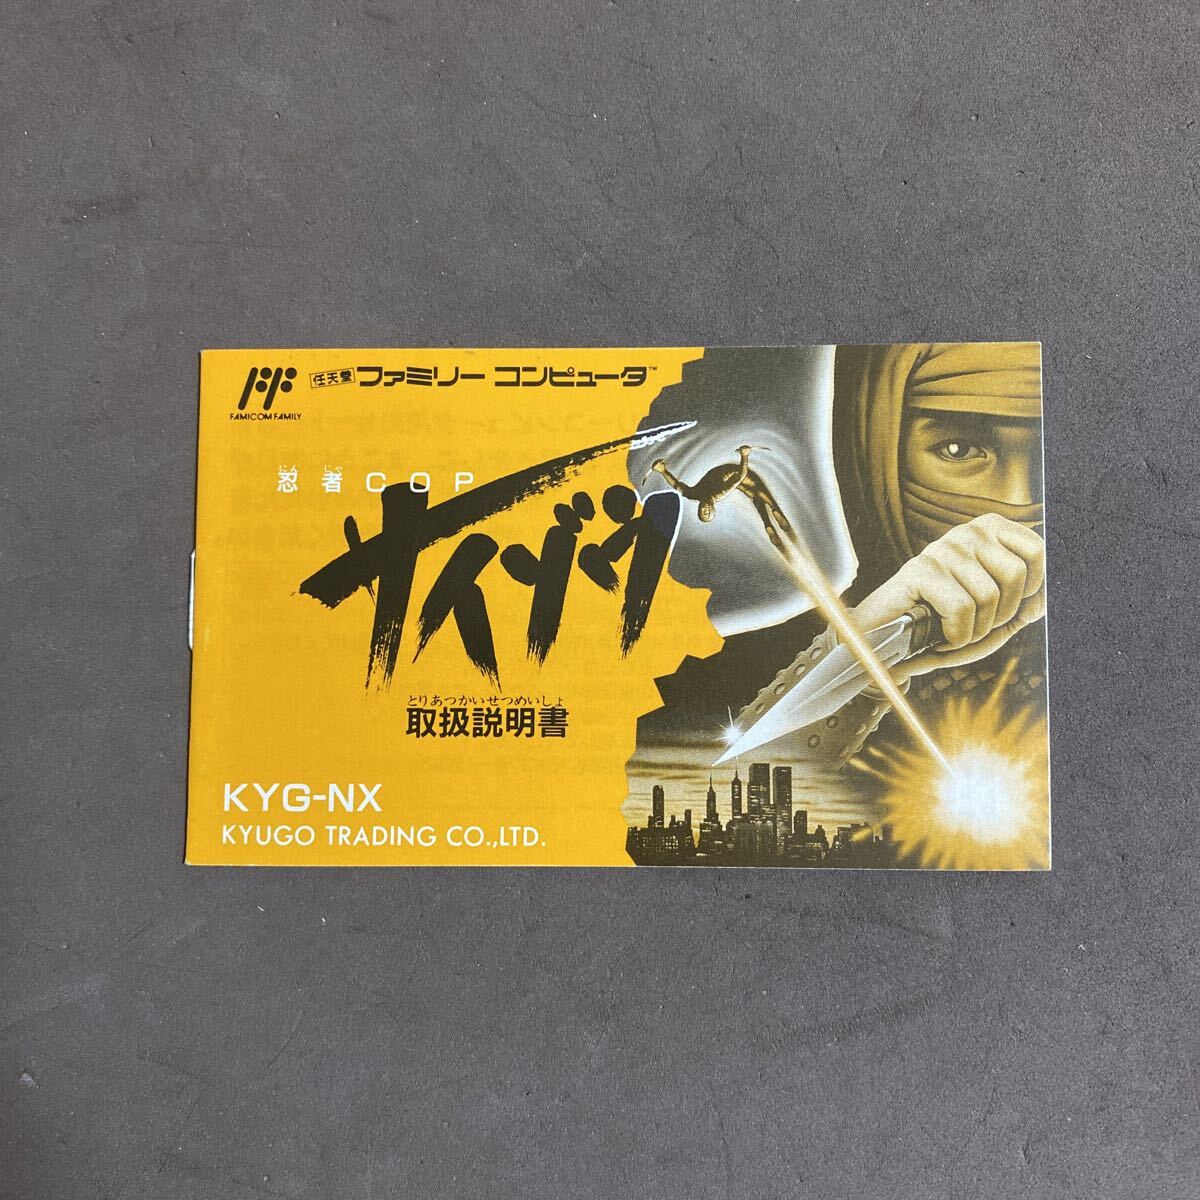 FAMICOM FAMILY
任天堂 ファミリー コンピュータ™
にんじゃ
忍者COP
サイゾウ
とりあつかいせつめいしょ
取扱説明書
KYG-NX
KYUGO TRADING CO.,LTD.